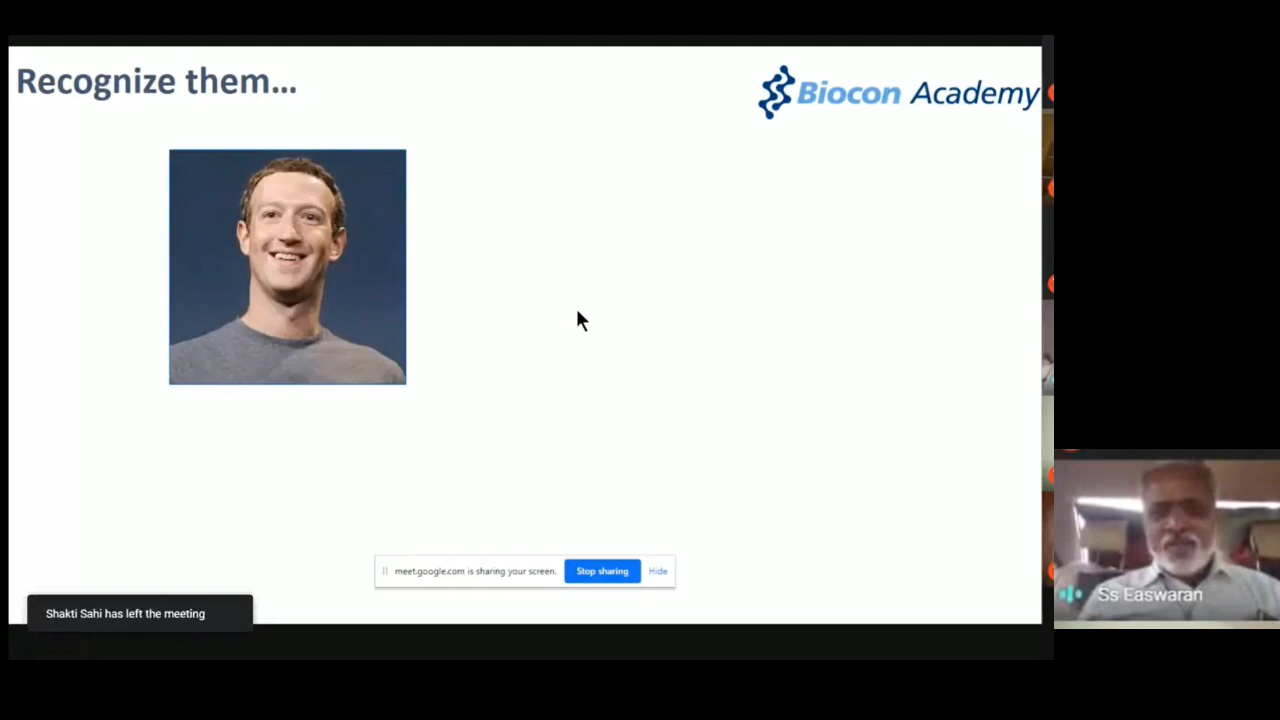 Recognize them...
Biocon Academy
meet.google.com is sharing your screen.
Stop sharing
Hide
Shakti Sahi has left the meeting
Ss Easwaran